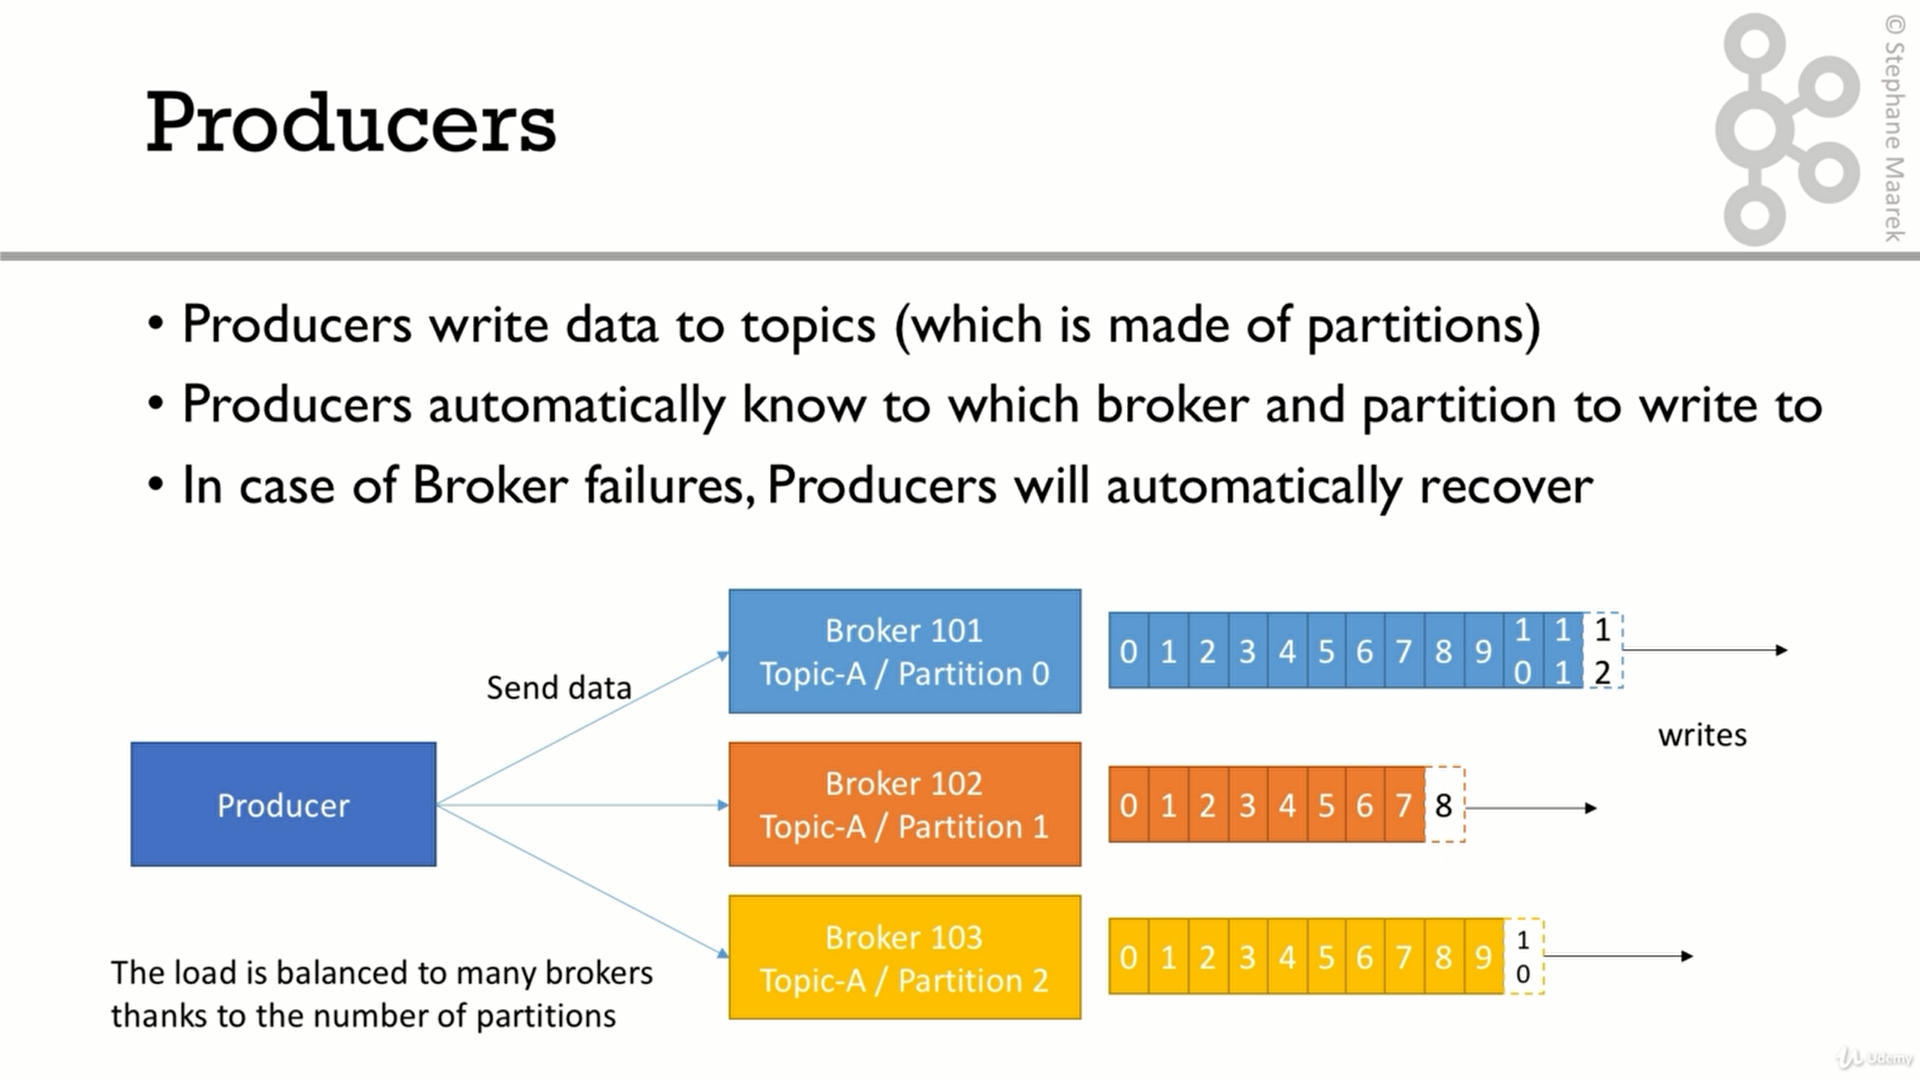 Producers
© Stephane Maarek
• Producers write data to topics (which is made of partitions)
• Producers automatically know to which broker and partition to write to
• In case of Broker failures, Producers will automatically recover
Send data
Producer
Broker 101
Topic-A / Partition 0
0 1 2 3 4 5 6 7 8 9 10 11 12
writes
Broker 102
Topic-A / Partition 1
0 1 2 3 4 5 6 7 8
Broker 103
Topic-A / Partition 2
0 1 2 3 4 5 6 7 8 9 10
The load is balanced to many brokers
thanks to the number of partitions
Udemy